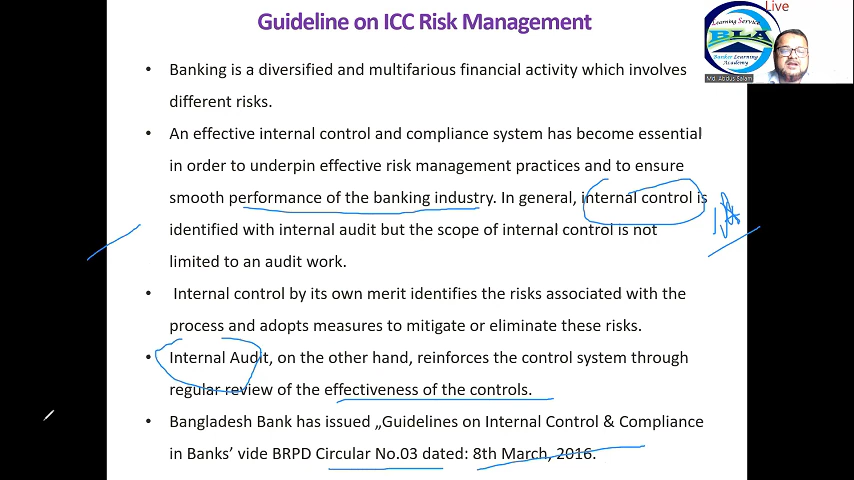 Guideline on ICC Risk Management
Live
Learning Service
BLA
Banker Learning
Academy
Md. Abdus Salam
• Banking is a diversified and multifarious financial activity which involves
different risks.
• An effective internal control and compliance system has become essential
in order to underpin effective risk management practices and to ensure
smooth performance of the banking industry. In general, internal control is
identified with internal audit but the scope of internal control is not
limited to an audit work.
• Internal control by its own merit identifies the risks associated with the
process and adopts measures to mitigate or eliminate these risks.
• Internal Audit, on the other hand, reinforces the control system through
regular review of the effectiveness of the controls.
• Bangladesh Bank has issued „Guidelines on Internal Control & Compliance
in Banks‟ vide BRPD Circular No.03 dated: 8th March, 2016.